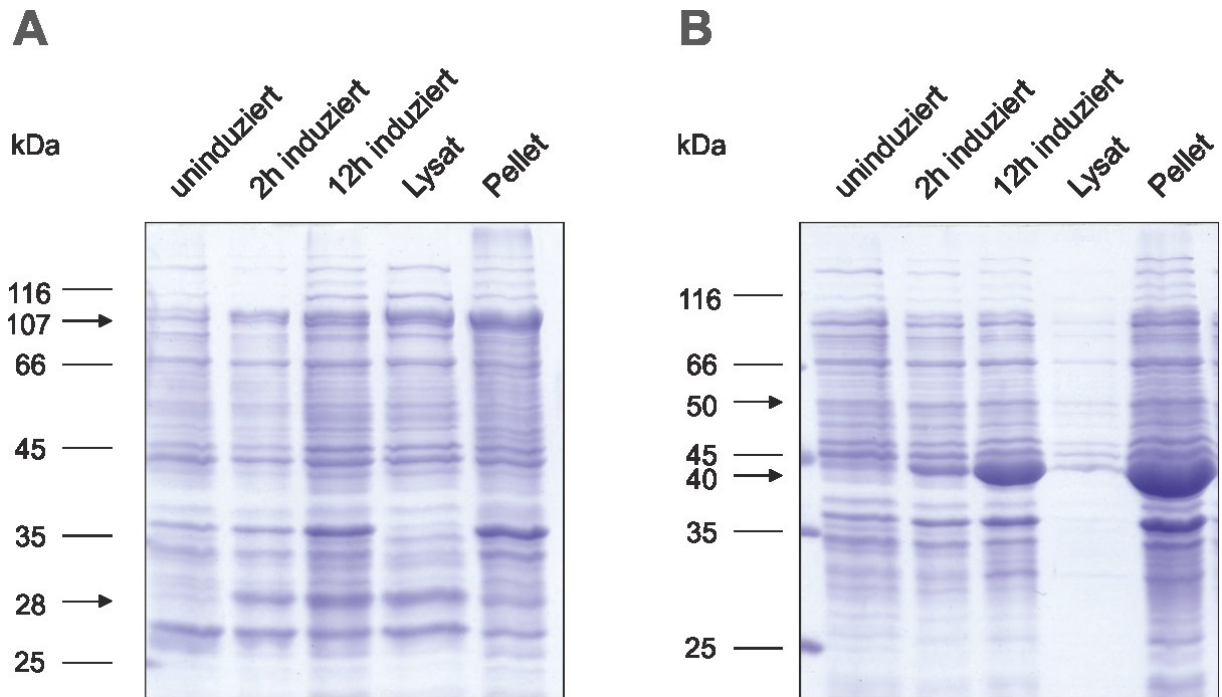 A
kDa
uninduziert
2h induziert
12h induziert
Lysat
Pellet
116
107
66
45
35
28
25
B
kDa
uninduziert
2h induziert
12h induziert
Lysat
Pellet
116
66
50
45
40
35
25